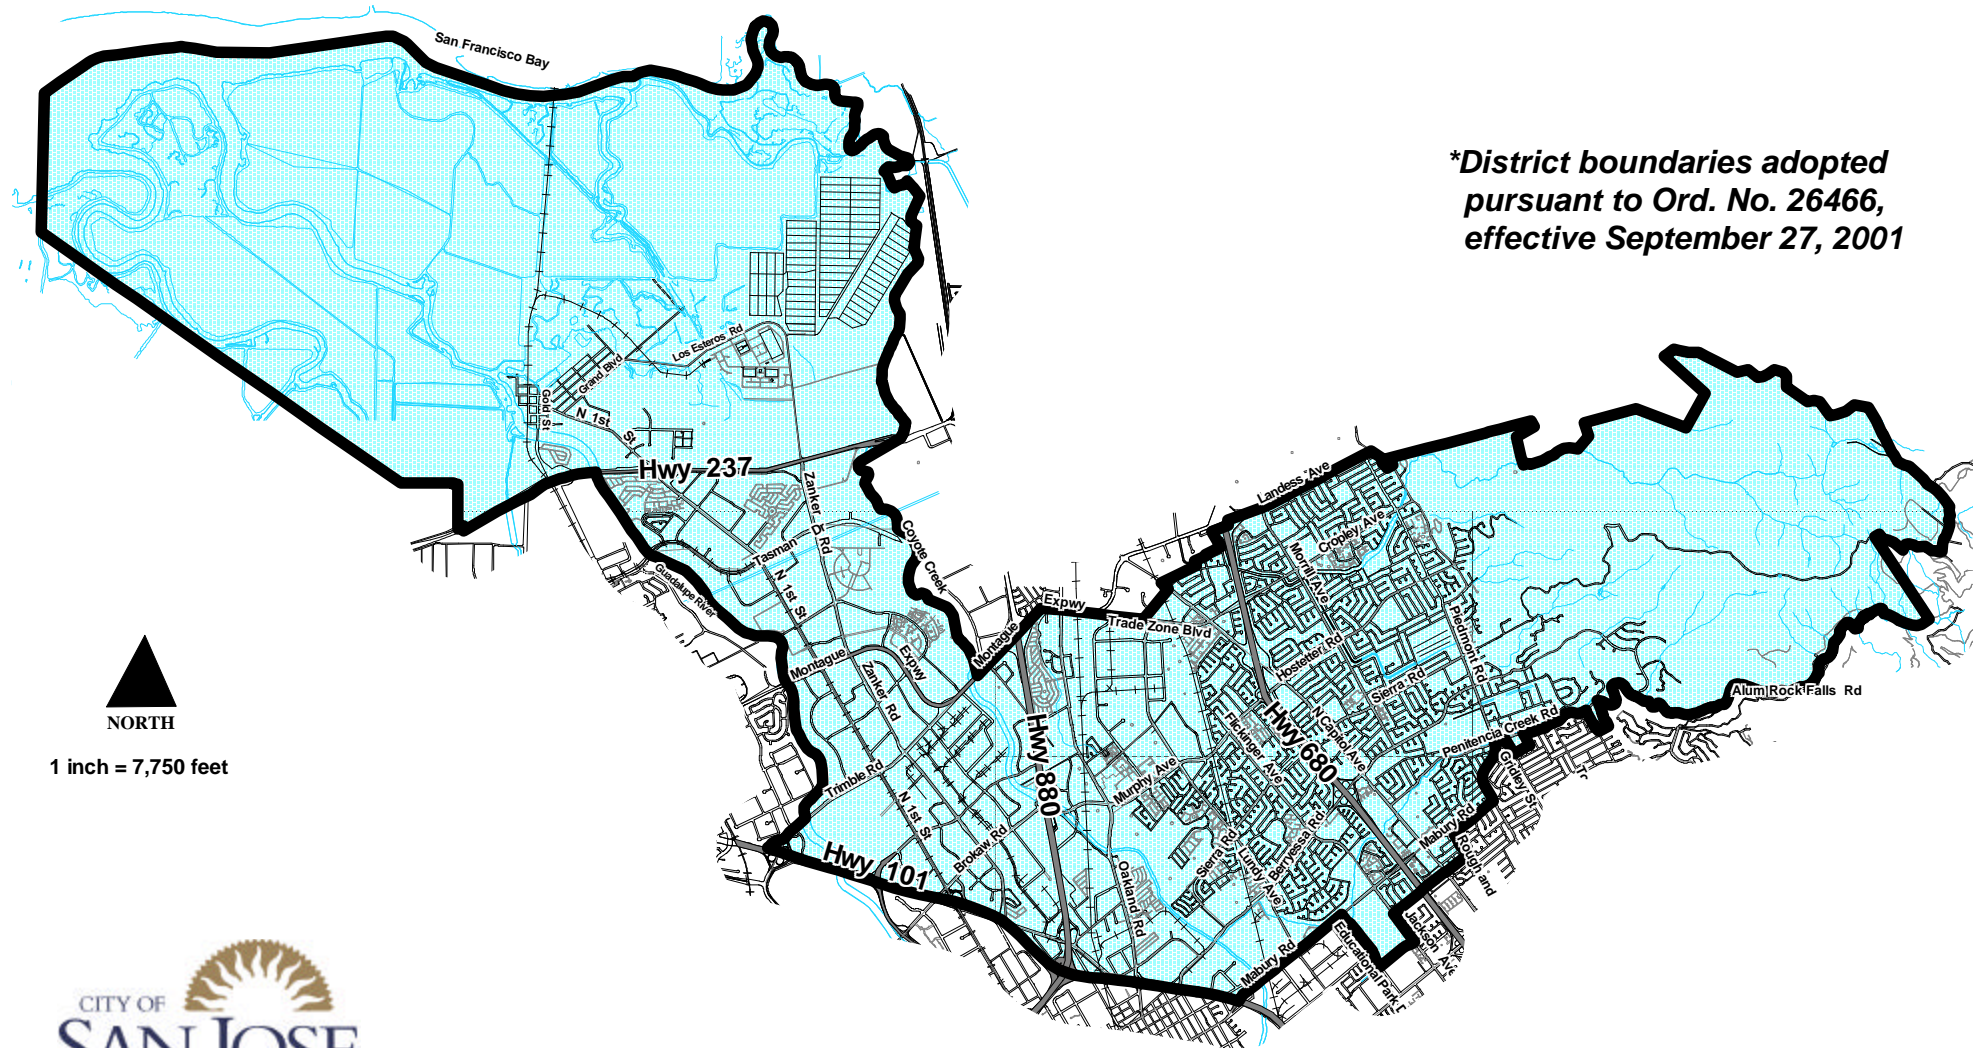 San Francisco Bay
*District boundaries adopted
pursuant to Ord. No. 26466,
effective September 27, 2001
Los Esteros Rd
Grand Blvd
Gold St
N 1st St
Hwy 237
Zanker Rd
Coyote Creek
Tasman
Guadalupe River
N 1st St
Landess Ave
Cropley Ave
Morrill Ave
Expwy
Trade Zone Blvd
Montague
Piedmont Rd
Hostetter Rd
Sierra Rd
Montague
Expwy
Zanker Rd
Alum Rock Falls Rd
NORTH
1 inch = 7,750 feet
Hwy 880
Flickinger Ave
Hwy 680
N Capitol Ave
Penitencia Creek Rd
Gridley St
Tr
Trimble Rd
N 1st St
Murphy Ave
Brokaw Rd
Hwy 101
Oakland Rd
Sierra Rd
Lundy Ave
Berryessa Rd
Mabury Rd
Rough and
Mabury Rd
Educational Park
Jackson Ave
CITY OF
SAN JOSE